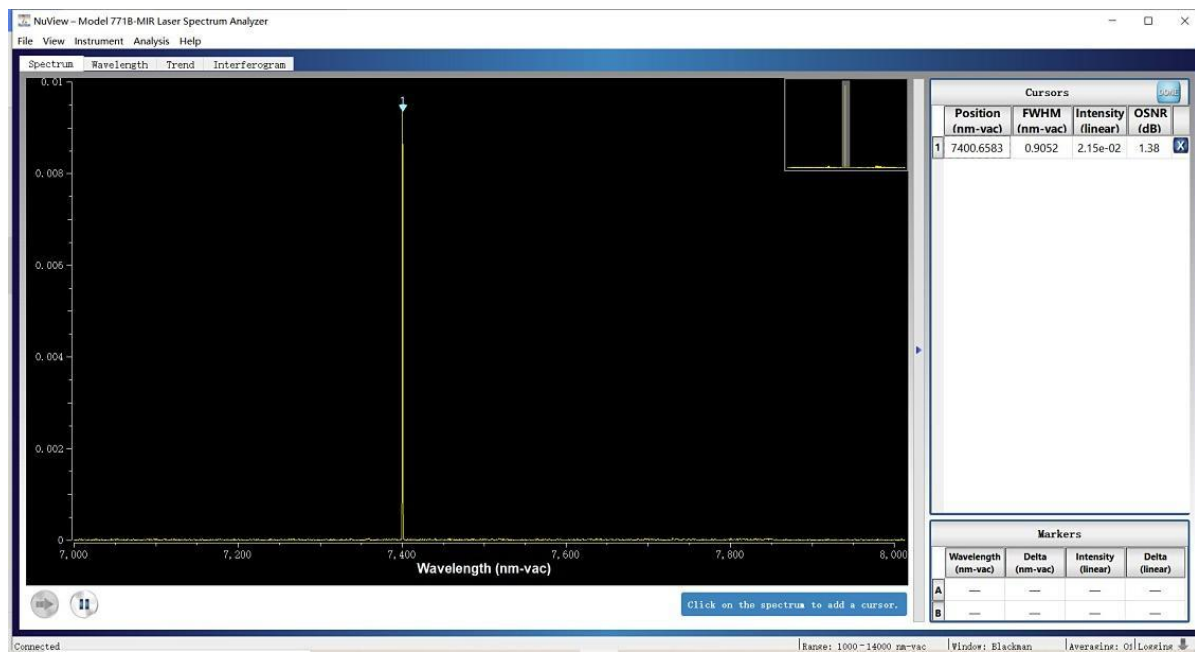 NuView – Model 771B-MIR Laser Spectrum Analyzer
File View Instrument Analysis Help
Spectrum Wavelength Trend Interferogram
0.01
0.008
0.006
0.004
0.002
0
7,000 7,200 7,400 7,600 7,800 8,000
Wavelength (nm-vac)
1
Click on the spectrum to add a cursor.
Cursors
DONE
Position (nm-vac) FWHM (nm-vac) Intensity (linear) OSNR (dB)
1 7400.6583 0.9052 2.15e-02 1.38 X
Markers
Wavelength (nm-vac) Delta (nm-vac) Intensity (linear) Delta (linear)
A — — — —
B — — — —
Connected Range: 1000-14000 nm-vac Window: Blackman Averaging: Logging